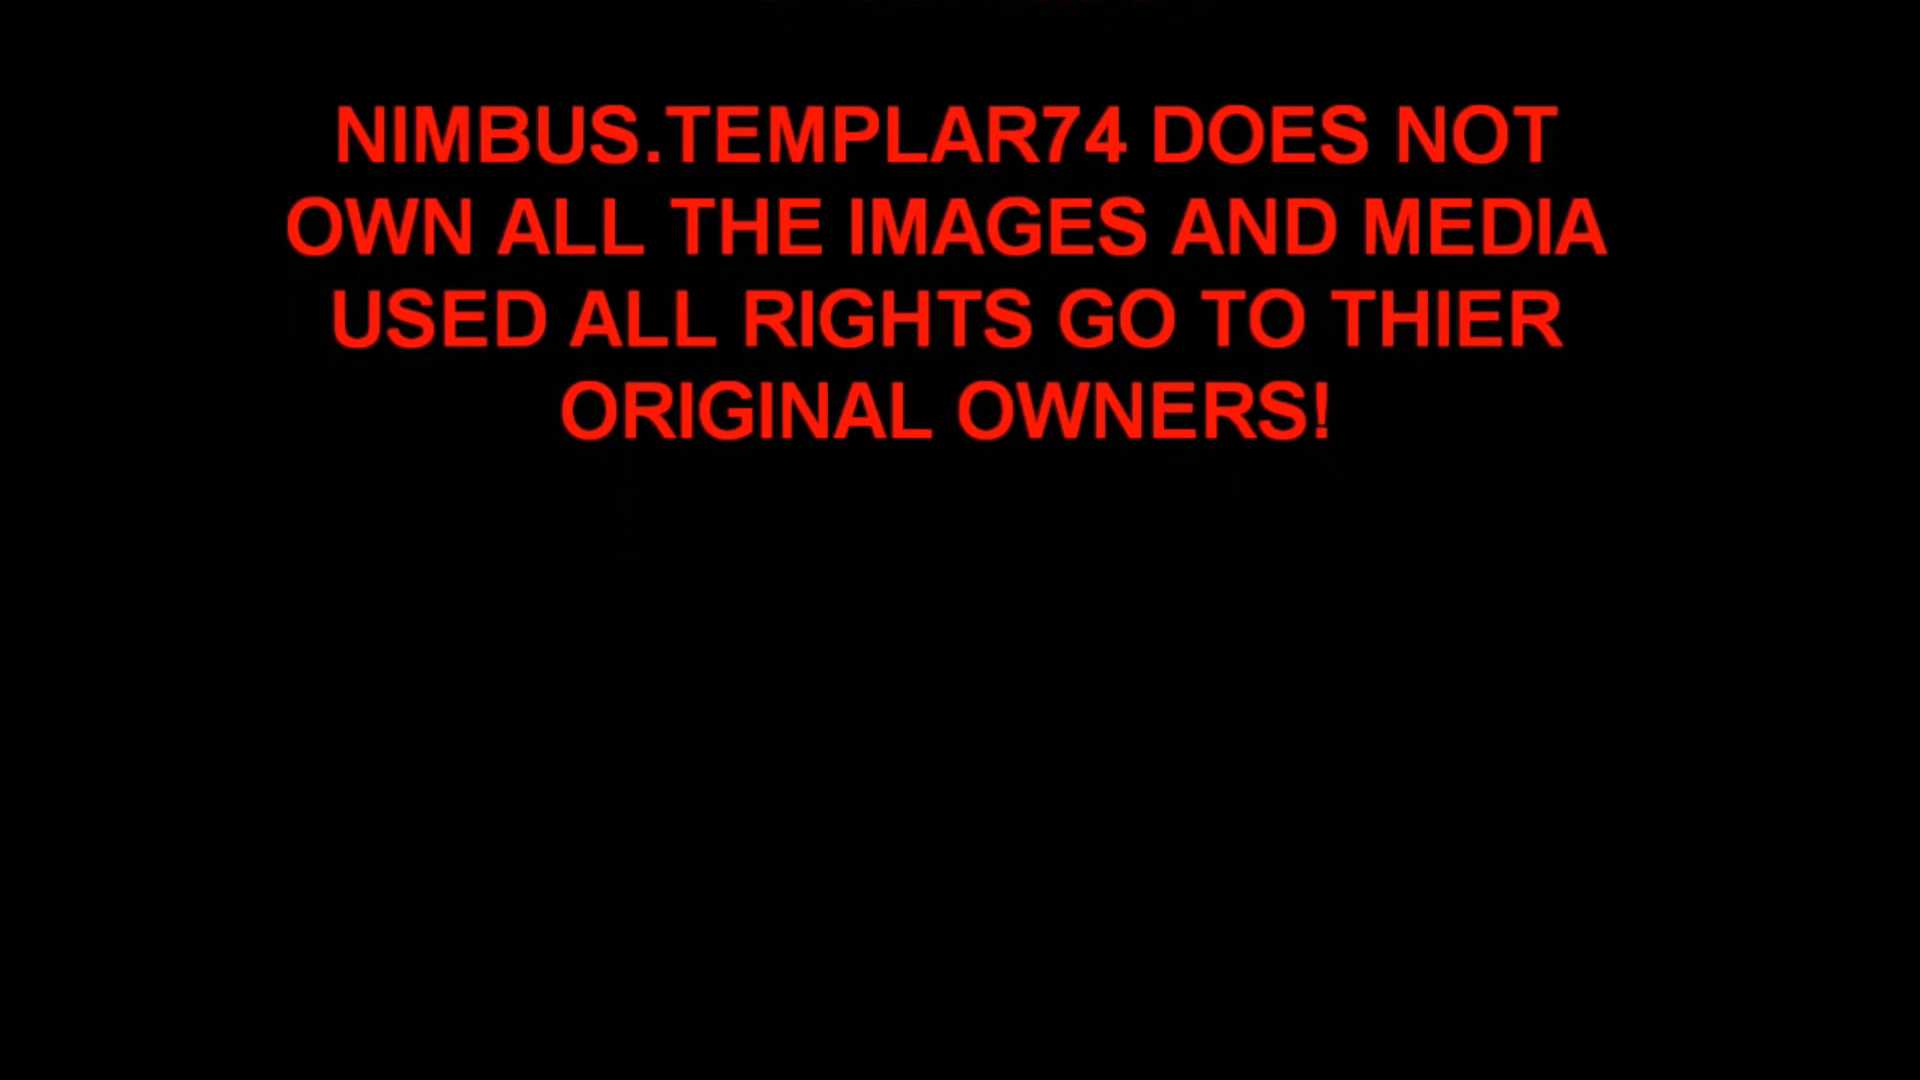 NIMBUS.TEMPLAR74 DOES NOT
OWN ALL THE IMAGES AND MEDIA
USED ALL RIGHTS GO TO THIER
ORIGINAL OWNERS!